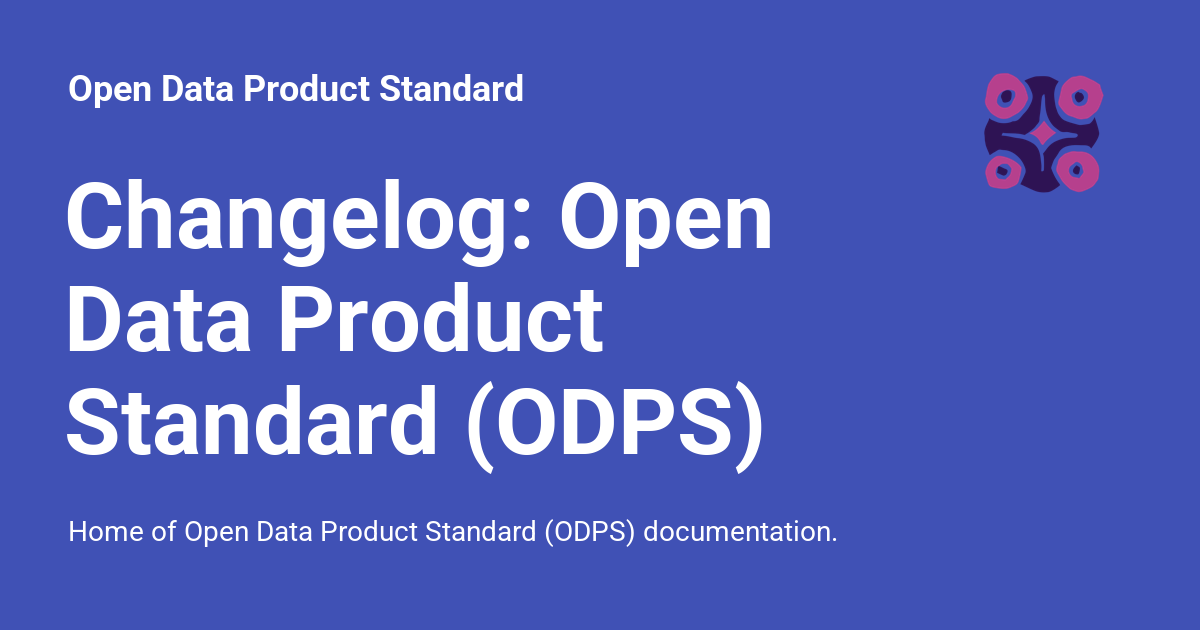 Open Data Product Standard
Changelog: Open
Data Product
Standard (ODPS)
Home of Open Data Product Standard (ODPS) documentation.